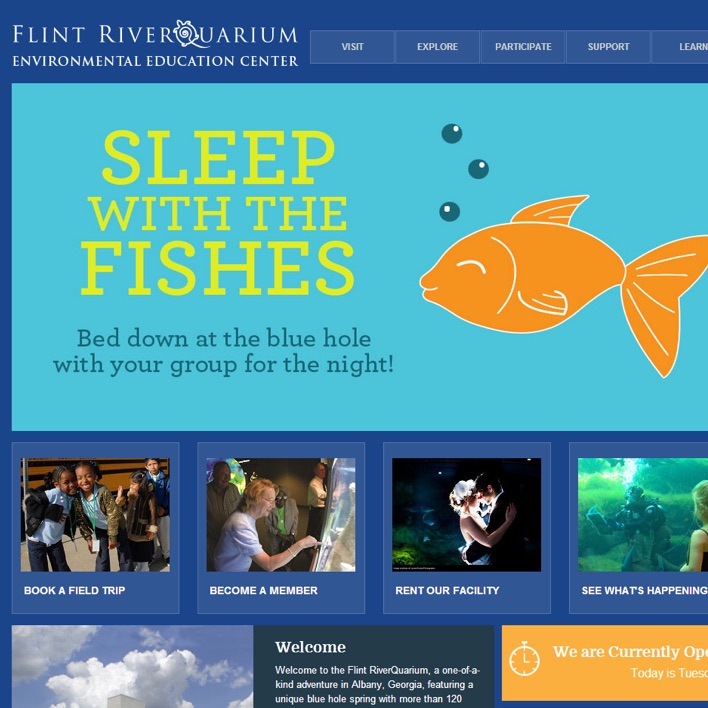 FLINT RIVERQUARIUM
ENVIRONMENTAL EDUCATION CENTER
VISIT
EXPLORE
PARTICIPATE
SUPPORT
LEARN
SLEEP
WITH THE
FISHES
Bed down at the blue hole
with your group for the night!
BOOK A FIELD TRIP
BECOME A MEMBER
RENT OUR FACILITY
SEE WHAT'S HAPPENING
Welcome
Welcome to the Flint RiverQuarium, a one-of-a-
kind adventure in Albany, Georgia, featuring a
unique blue hole spring with more than 120
We are Currently Ope
Today is Tuesd